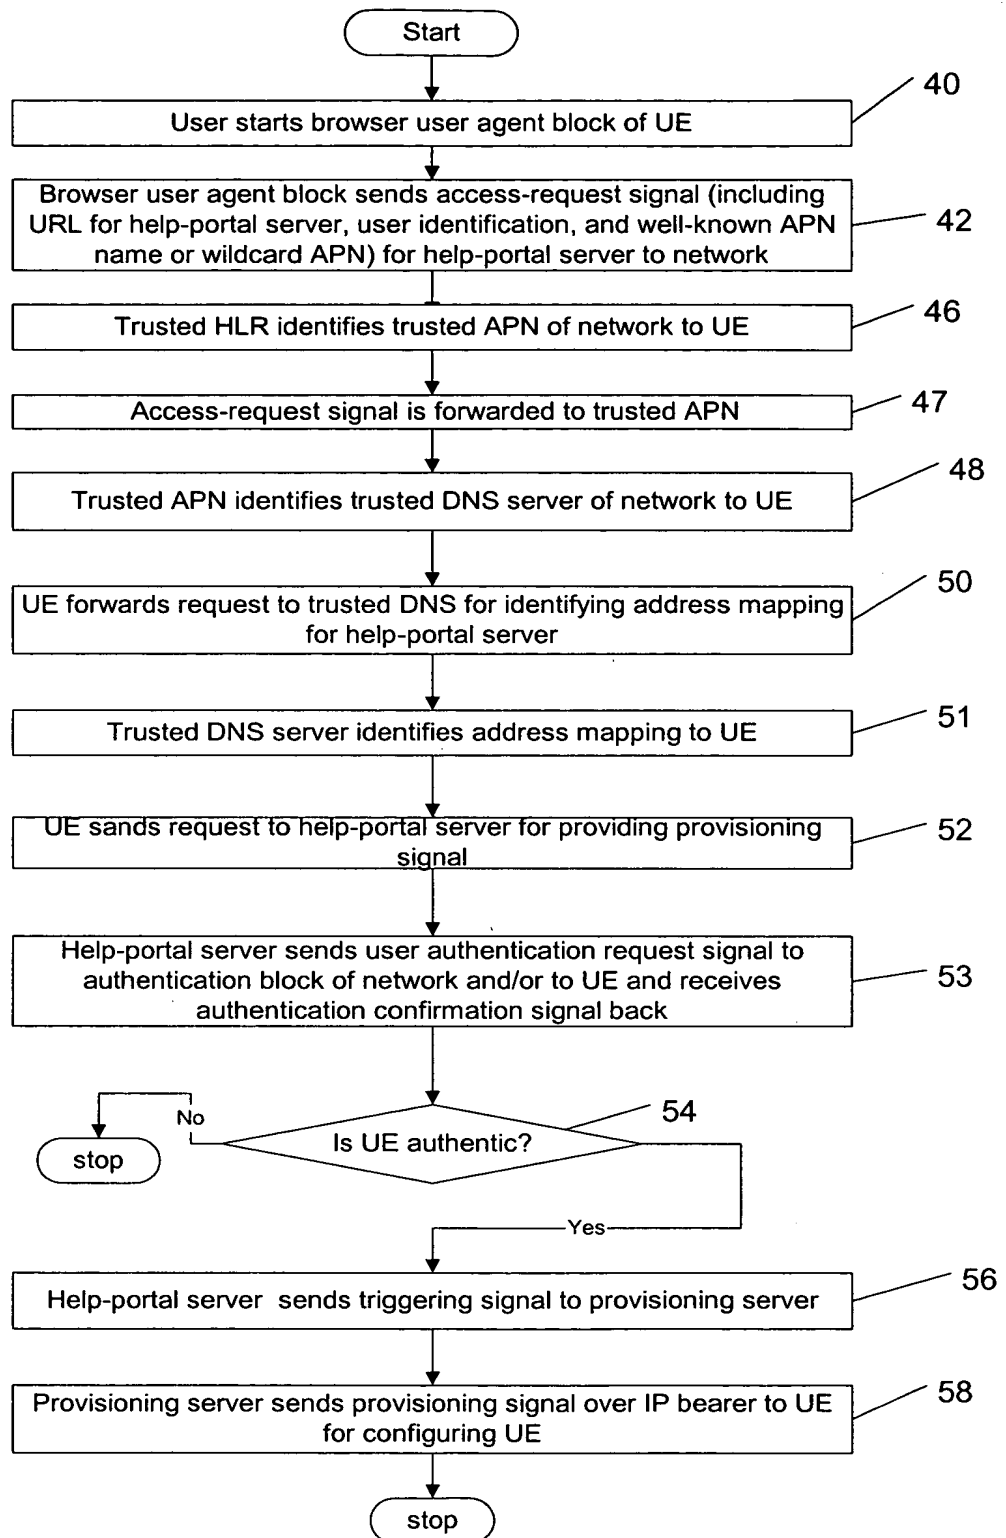 Start
40
User starts browser user agent block of UE
Browser user agent block sends access-request signal (including
URL for help-portal server, user identification, and well-known APN
name or wildcard APN) for help-portal server to network
42
Trusted HLR identifies trusted APN of network to UE
46
Access-request signal is forwarded to trusted APN
47
Trusted APN identifies trusted DNS server of network to UE
48
UE forwards request to trusted DNS for identifying address mapping
for help-portal server
50
Trusted DNS server identifies address mapping to UE
51
UE sands request to help-portal server for providing provisioning
signal
52
Help-portal server sends user authentication request signal to
authentication block of network and/or to UE and receives
authentication confirmation signal back
53
54
No
Is UE authentic?
stop
Yes
Help-portal server sends triggering signal to provisioning server
56
Provisioning server sends provisioning signal over IP bearer to UE
for configuring UE
58
stop